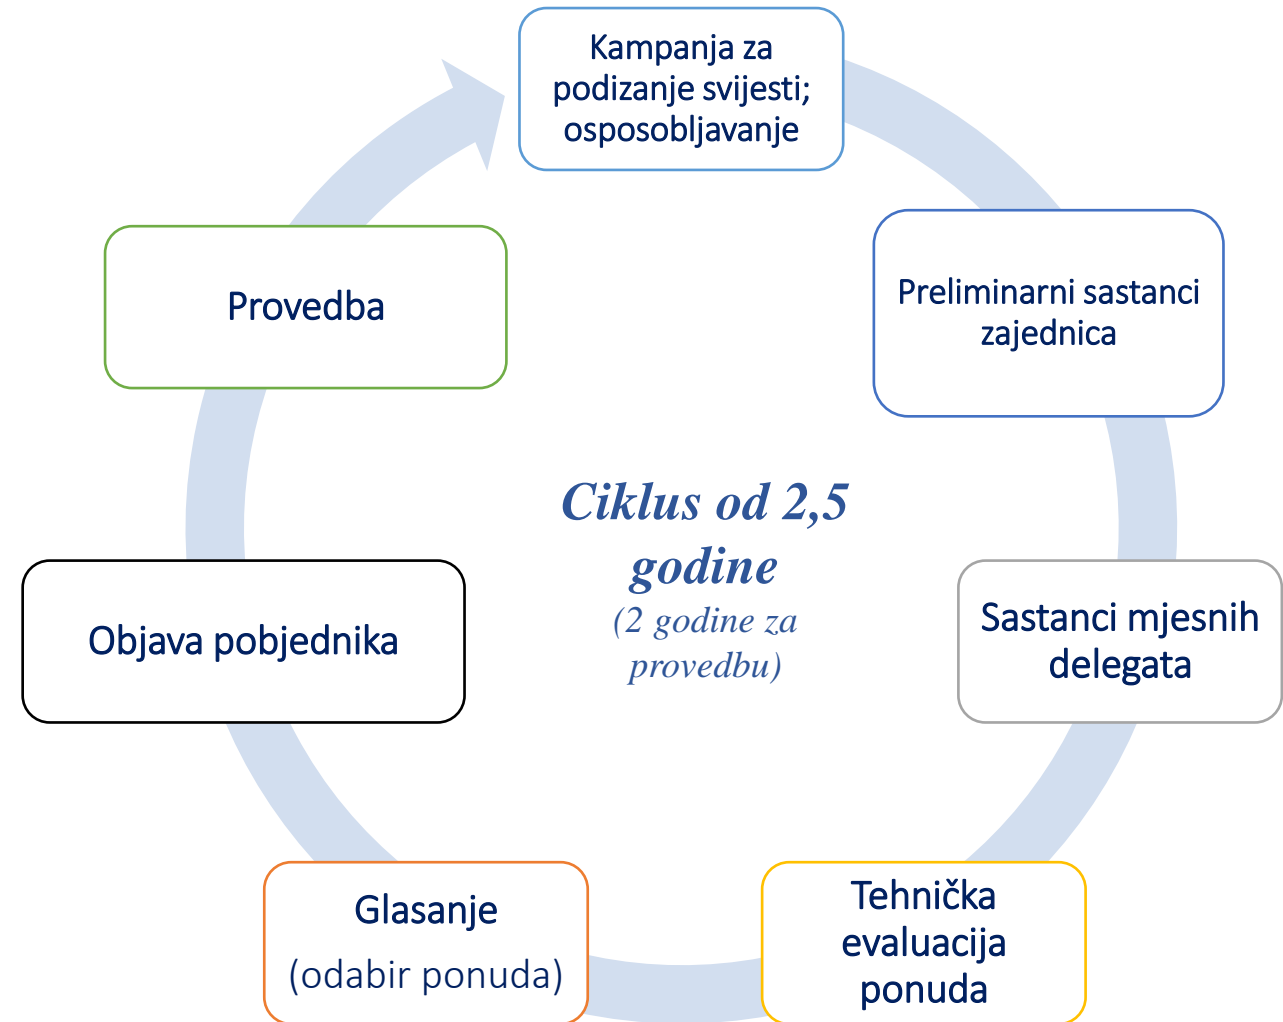 Kampanja za
podizanje svijesti;
osposobljavanje
Preliminarni sastanci
zajednica
Sastanci mjesnih
delegata
Tehnička
evaluacija
ponuda
Glasanje
(odabir ponuda)
Objava pobjednika
Provedba
Ciklus od 2,5
godine
(2 godine za
provedbu)